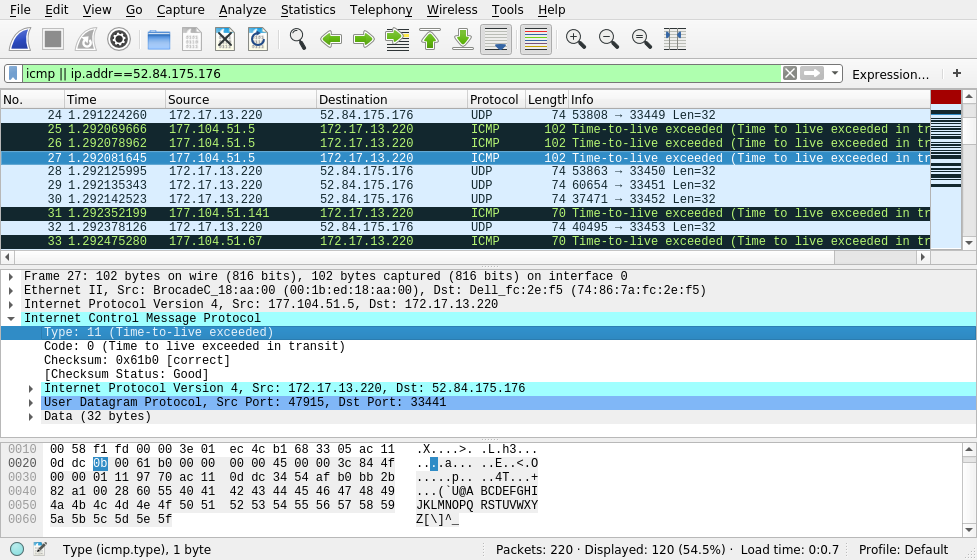 File Edit View Go Capture Analyze Statistics Telephony Wireless Tools Help
icmp || ip.addr==52.84.175.176 Expression… +
No. Time Source Destination Protocol Length Info
24 1.291224260 172.17.13.220 52.84.175.176 UDP 74 53808 → 33449 Len=32
25 1.292069666 177.104.51.5 172.17.13.220 ICMP 102 Time-to-live exceeded (Time to live exceeded in tr
26 1.292078962 177.104.51.5 172.17.13.220 ICMP 102 Time-to-live exceeded (Time to live exceeded in tr
27 1.292081645 177.104.51.5 172.17.13.220 ICMP 102 Time-to-live exceeded (Time to live exceeded in tr
28 1.292125995 172.17.13.220 52.84.175.176 UDP 74 53863 → 33450 Len=32
29 1.292135343 172.17.13.220 52.84.175.176 UDP 74 60654 → 33451 Len=32
30 1.292142523 172.17.13.220 52.84.175.176 UDP 74 37471 → 33452 Len=32
31 1.292352199 177.104.51.141 172.17.13.220 ICMP 70 Time-to-live exceeded (Time to live exceeded in tr
32 1.292378126 172.17.13.220 52.84.175.176 UDP 74 40495 → 33453 Len=32
33 1.292475280 177.104.51.67 172.17.13.220 ICMP 70 Time-to-live exceeded (Time to live exceeded in tr
Frame 27: 102 bytes on wire (816 bits), 102 bytes captured (816 bits) on interface 0
Ethernet II, Src: BrocadeC_18:aa:00 (00:1b:ed:18:aa:00), Dst: Dell_fc:2e:f5 (74:86:7a:fc:2e:f5)
Internet Protocol Version 4, Src: 177.104.51.5, Dst: 172.17.13.220
Internet Control Message Protocol
Type: 11 (Time-to-live exceeded)
Code: 0 (Time to live exceeded in transit)
Checksum: 0x61b0 [correct]
[Checksum Status: Good]
Internet Protocol Version 4, Src: 172.17.13.220, Dst: 52.84.175.176
User Datagram Protocol, Src Port: 47915, Dst Port: 33441
Data (32 bytes)
0010 00 58 f1 fd 00 00 3e 01 ec 4c b1 68 33 05 ac 11 .X....>. .L.h3...
0020 0d dc 0b 00 61 b0 00 00 00 00 45 00 00 3c 84 4f ....a... ..E..<.O
0030 00 00 01 11 97 70 ac 11 0d dc 34 54 af b0 bb 2b .....p.. ..4T...+
0040 82 a1 00 28 60 55 40 41 42 43 44 45 46 47 48 49 ...(`U@A BCDEFGHI
0050 4a 4b 4c 4d 4e 4f 50 51 52 53 54 55 56 57 58 59 JKLMNOPQ RSTUVWXY
0060 5a 5b 5c 5d 5e 5f Z[\]^_
Type (icmp.type), 1 byte Packets: 220 · Displayed: 120 (54.5%) · Load time: 0:0.7 Profile: Default